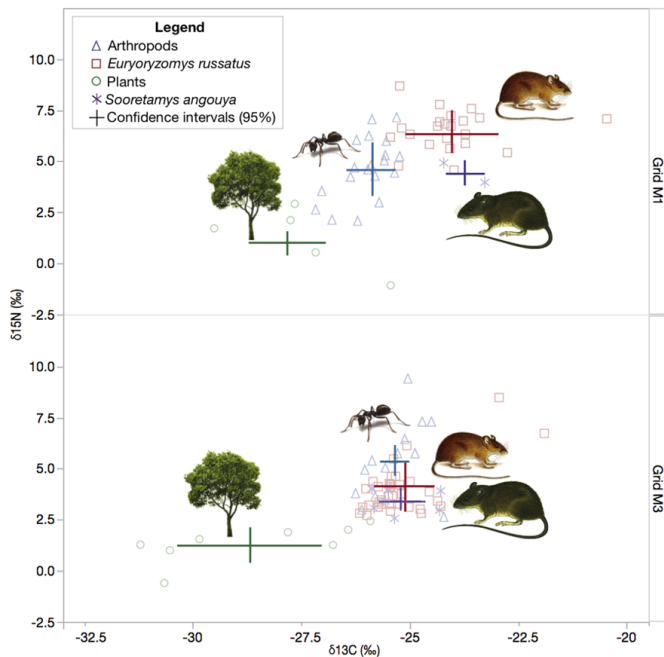 Legend
Arthropods
Euryoryzomys russatus
Plants
Sooretamys angouya
Confidence intervals (95%)
10.0
7.5
5.0
2.5
0.0
-2.5
Grid M1
δ15N (‰)
10.0
7.5
5.0
2.5
0.0
-2.5
Grid M3
-32.5 -30 -27.5 -25 -22.5 -20
δ13C (‰)